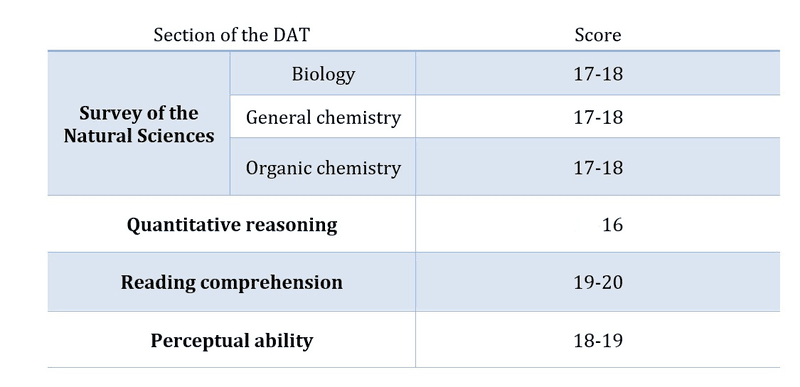 Section of the DAT Score
Biology 17-18
Survey of the
Natural Sciences
General chemistry 17-18
Organic chemistry 17-18
Quantitative reasoning 16
Reading comprehension 19-20
Perceptual ability 18-19